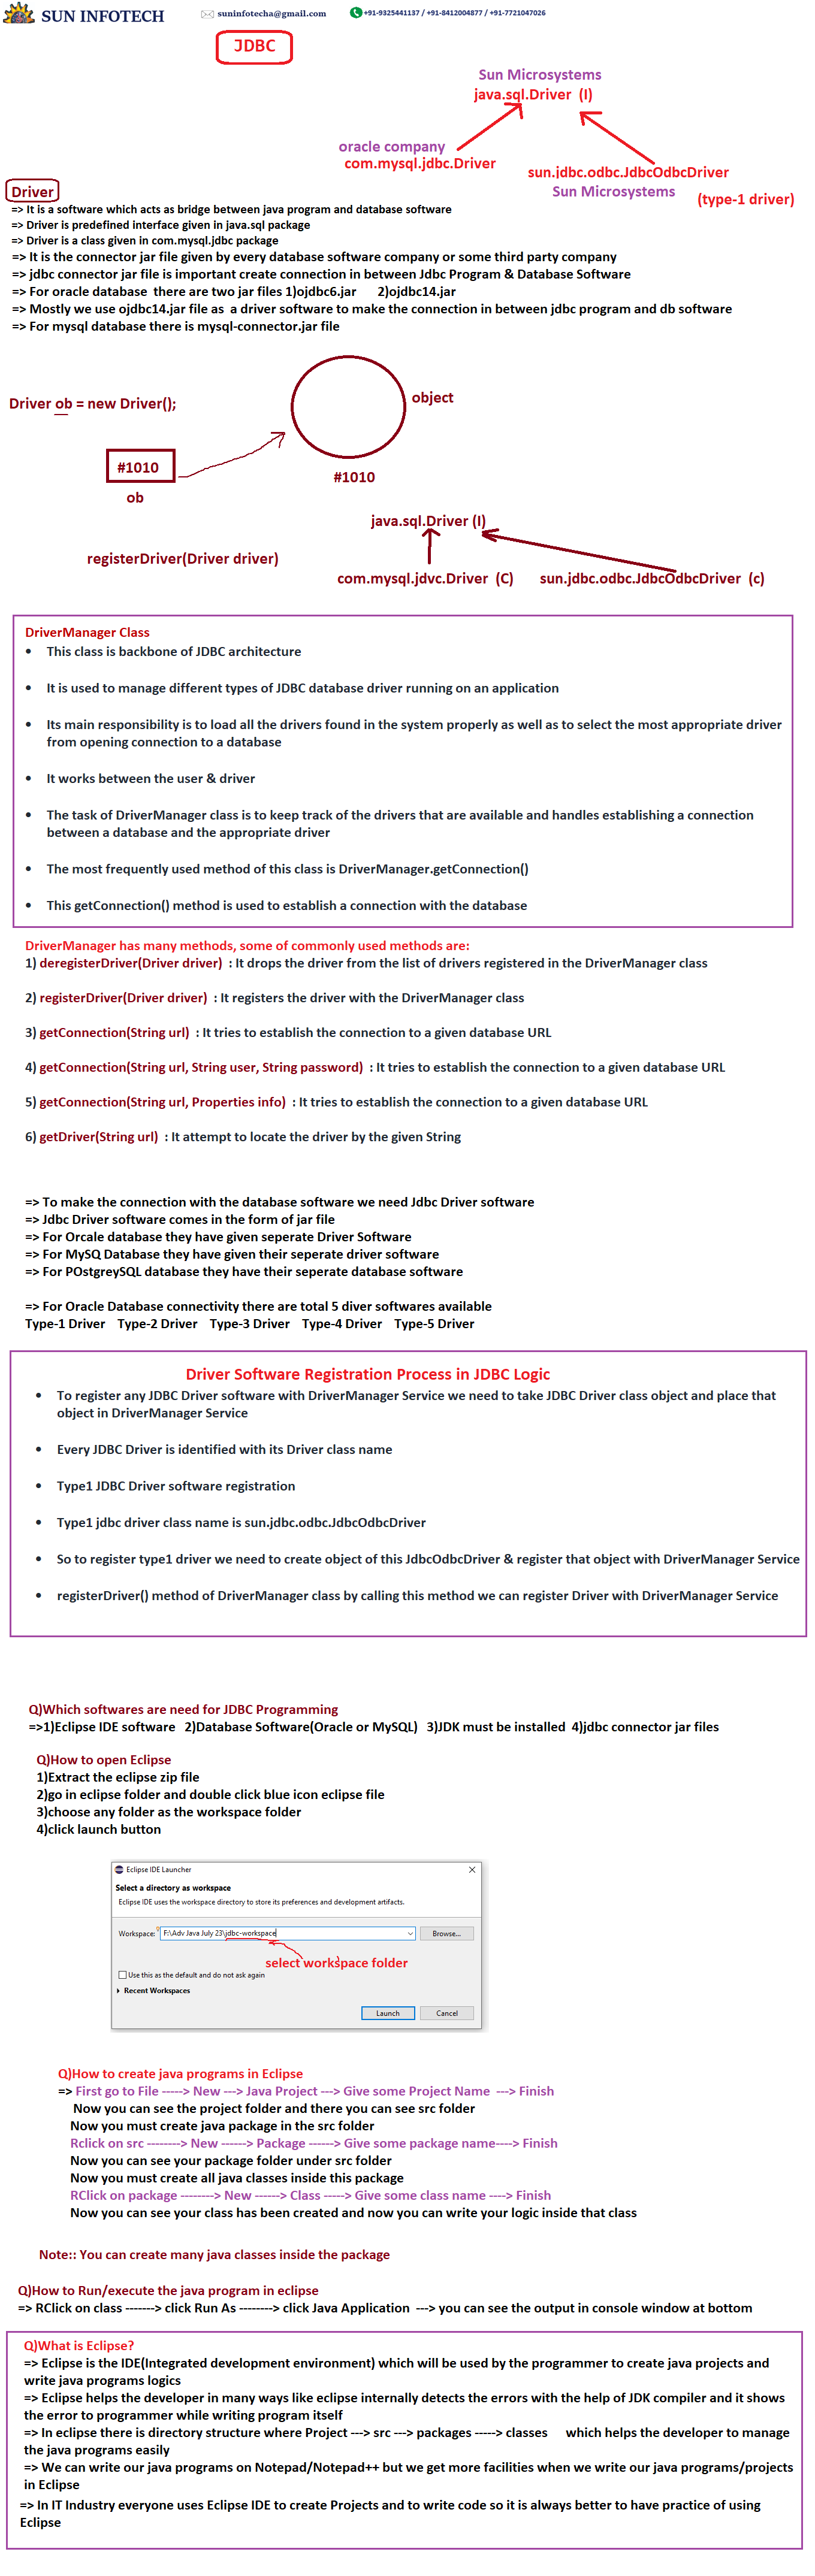 SUN INFOTECH
suninfotecha@gmail.com
+91-9325441137 / +91-8412004877 / +91-7721047026
JDBC
Sun Microsystems
java.sql.Driver (I)
oracle company
com.mysql.jdbc.Driver
sun.jdbc.odbc.JdbcOdbcDriver
Sun Microsystems
(type-1 driver)
Driver
=> It is a software which acts as bridge between java program and database software
=> Driver is predefined interface given in java.sql package
=> Driver is a class given in com.mysql.jdbc package
=> It is the connector jar file given by every database software company or some third party company
=> jdbc connector jar file is important create connection in between Jdbc Program & Database Software
=> For oracle database there are two jar files 1)ojdbc6.jar 2)ojdbc14.jar
=> Mostly we use ojdbc14.jar file as a driver software to make the connection in between jdbc program and db software
=> For mysql database there is mysql-connector.jar file
object
Driver ob = new Driver();
#1010
#1010
ob
java.sql.Driver (I)
registerDriver(Driver driver)
com.mysql.jdvc.Driver (C)
sun.jdbc.odbc.JdbcOdbcDriver (c)
DriverManager Class
• This class is backbone of JDBC architecture
• It is used to manage different types of JDBC database driver running on an application
• Its main responsibility is to load all the drivers found in the system properly as well as to select the most appropriate driver
from opening connection to a database
• It works between the user & driver
• The task of DriverManager class is to keep track of the drivers that are available and handles establishing a connection
between a database and the appropriate driver
• The most frequently used method of this class is DriverManager.getConnection()
• This getConnection() method is used to establish a connection with the database
DriverManager has many methods, some of commonly used methods are:
1) deregisterDriver(Driver driver) : It drops the driver from the list of drivers registered in the DriverManager class
2) registerDriver(Driver driver) : It registers the driver with the DriverManager class
3) getConnection(String url) : It tries to establish the connection to a given database URL
4) getConnection(String url, String user, String password) : It tries to establish the connection to a given database URL
5) getConnection(String url, Properties info) : It tries to establish the connection to a given database URL
6) getDriver(String url) : It attempt to locate the driver by the given String
=> To make the connection with the database software we need Jdbc Driver software
=> Jdbc Driver software comes in the form of jar file
=> For Orcale database they have given seperate Driver Software
=> For MySQ Database they have given their seperate driver software
=> For POstgreySQL database they have their seperate database software
=> For Oracle Database connectivity there are total 5 diver softwares available
Type-1 Driver Type-2 Driver Type-3 Driver Type-4 Driver Type-5 Driver
Driver Software Registration Process in JDBC Logic
• To register any JDBC Driver software with DriverManager Service we need to take JDBC Driver class object and place that
object in DriverManager Service
• Every JDBC Driver is identified with its Driver class name
• Type1 JDBC Driver software registration
• Type1 jdbc driver class name is sun.jdbc.odbc.JdbcOdbcDriver
• So to register type1 driver we need to create object of this JdbcOdbcDriver & register that object with DriverManager Service
• registerDriver() method of DriverManager class by calling this method we can register Driver with DriverManager Service
Q)Which softwares are need for JDBC Programming
=>1)Eclipse IDE software 2)Database Software(Oracle or MySQL) 3)JDK must be installed 4)jdbc connector jar files
Q)How to open Eclipse
1)Extract the eclipse zip file
2)go in eclipse folder and double click blue icon eclipse file
3)choose any folder as the workspace folder
4)click launch button
Eclipse IDE Launcher
Select a directory as workspace
Eclipse IDE uses the workspace directory to store its preferences and development artifacts.
Workspace: F:\Adv Java July 23\jdbc-workspace Browse...
select workspace folder
Use this as the default and do not ask again
Recent Workspaces
Launch Cancel
Q)How to create java programs in Eclipse
=> First go to File -----> New ---> Java Project ---> Give some Project Name ---> Finish
Now you can see the project folder and there you can see src folder
Now you must create java package in the src folder
Rclick on src --------> New ------> Package ------> Give some package name----> Finish
Now you can see your package folder under src folder
Now you must create all java classes inside this package
RClick on package --------> New ------> Class -----> Give some class name ----> Finish
Now you can see your class has been created and now you can write your logic inside that class
Note:: You can create many java classes inside the package
Q)How to Run/execute the java program in eclipse
=> RClick on class -------> click Run As --------> click Java Application ---> you can see the output in console window at bottom
Q)What is Eclipse?
=> Eclipse is the IDE(Integrated development environment) which will be used by the programmer to create java projects and
write java programs logics
=> Eclipse helps the developer in many ways like eclipse internally detects the errors with the help of JDK compiler and it shows
the error to programmer while writing program itself
=> In eclipse there is directory structure where Project ---> src ---> packages -----> classes which helps the developer to manage
the java programs easily
=> We can write our java programs on Notepad/Notepad++ but we get more facilities when we write our java programs/projects
in Eclipse
=> In IT Industry everyone uses Eclipse IDE to create Projects and to write code so it is always better to have practice of using
Eclipse